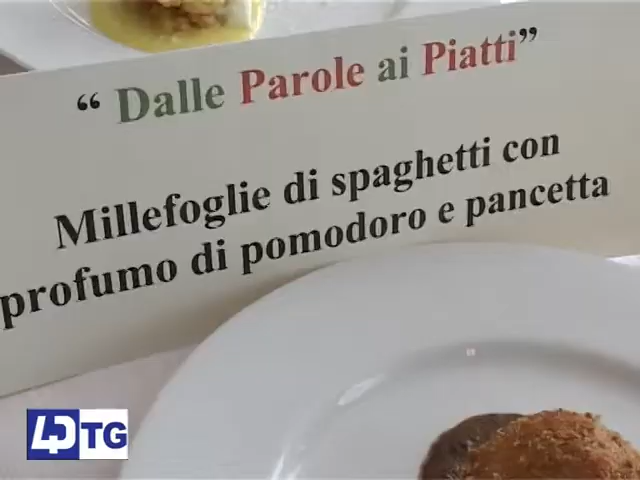 “ Dalle Parole ai Piatti”
Millefoglie di spaghetti con
profumo di pomodoro e pancetta
TG